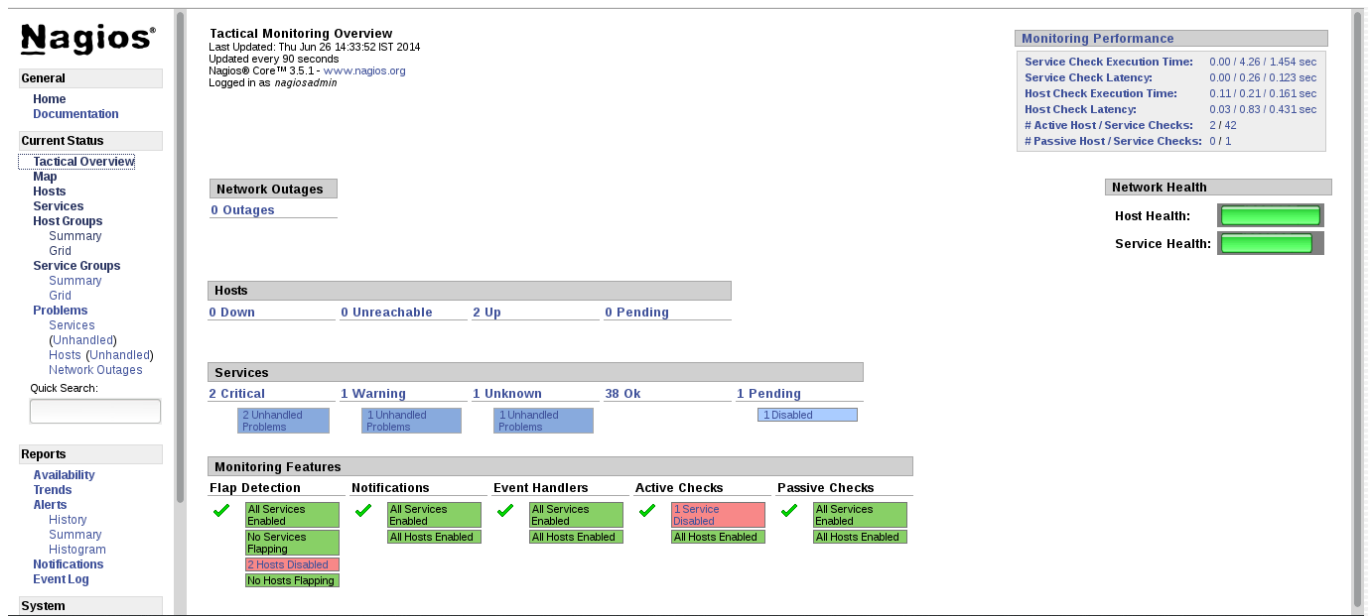 Nagios®
General
Home
Documentation
Current Status
Tactical Overview
Map
Hosts
Services
Host Groups
Summary
Grid
Service Groups
Summary
Grid
Problems
Services
(Unhandled)
Hosts (Unhandled)
Network Outages
Quick Search:
Reports
Availability
Trends
Alerts
History
Summary
Histogram
Notifications
Event Log
System
Tactical Monitoring Overview
Last Updated: Thu Jun 26 14:33:52 IST 2014
Updated every 90 seconds
Nagios® Core™ 3.5.1 - www.nagios.org
Logged in as nagiosadmin
Monitoring Performance
Service Check Execution Time: 0.00 / 4.26 / 1.454 sec
Service Check Latency: 0.00 / 0.26 / 0.123 sec
Host Check Execution Time: 0.11 / 0.21 / 0.161 sec
Host Check Latency: 0.03 / 0.83 / 0.431 sec
# Active Host / Service Checks: 2 / 42
# Passive Host / Service Checks: 0 / 1
Network Outages
0 Outages
Network Health
Host Health:
Service Health:
Hosts
0 Down 0 Unreachable 2 Up 0 Pending
Services
2 Critical 1 Warning 1 Unknown 38 Ok 1 Pending
2 Unhandled Problems
1 Unhandled Problems
1 Unhandled Problems
1 Disabled
Monitoring Features
Flap Detection Notifications Event Handlers Active Checks Passive Checks
All Services Enabled
No Services Flapping
2 Hosts Disabled
No Hosts Flapping
All Services Enabled
All Hosts Enabled
All Services Enabled
All Hosts Enabled
1 Service Disabled
All Hosts Enabled
All Services Enabled
All Hosts Enabled